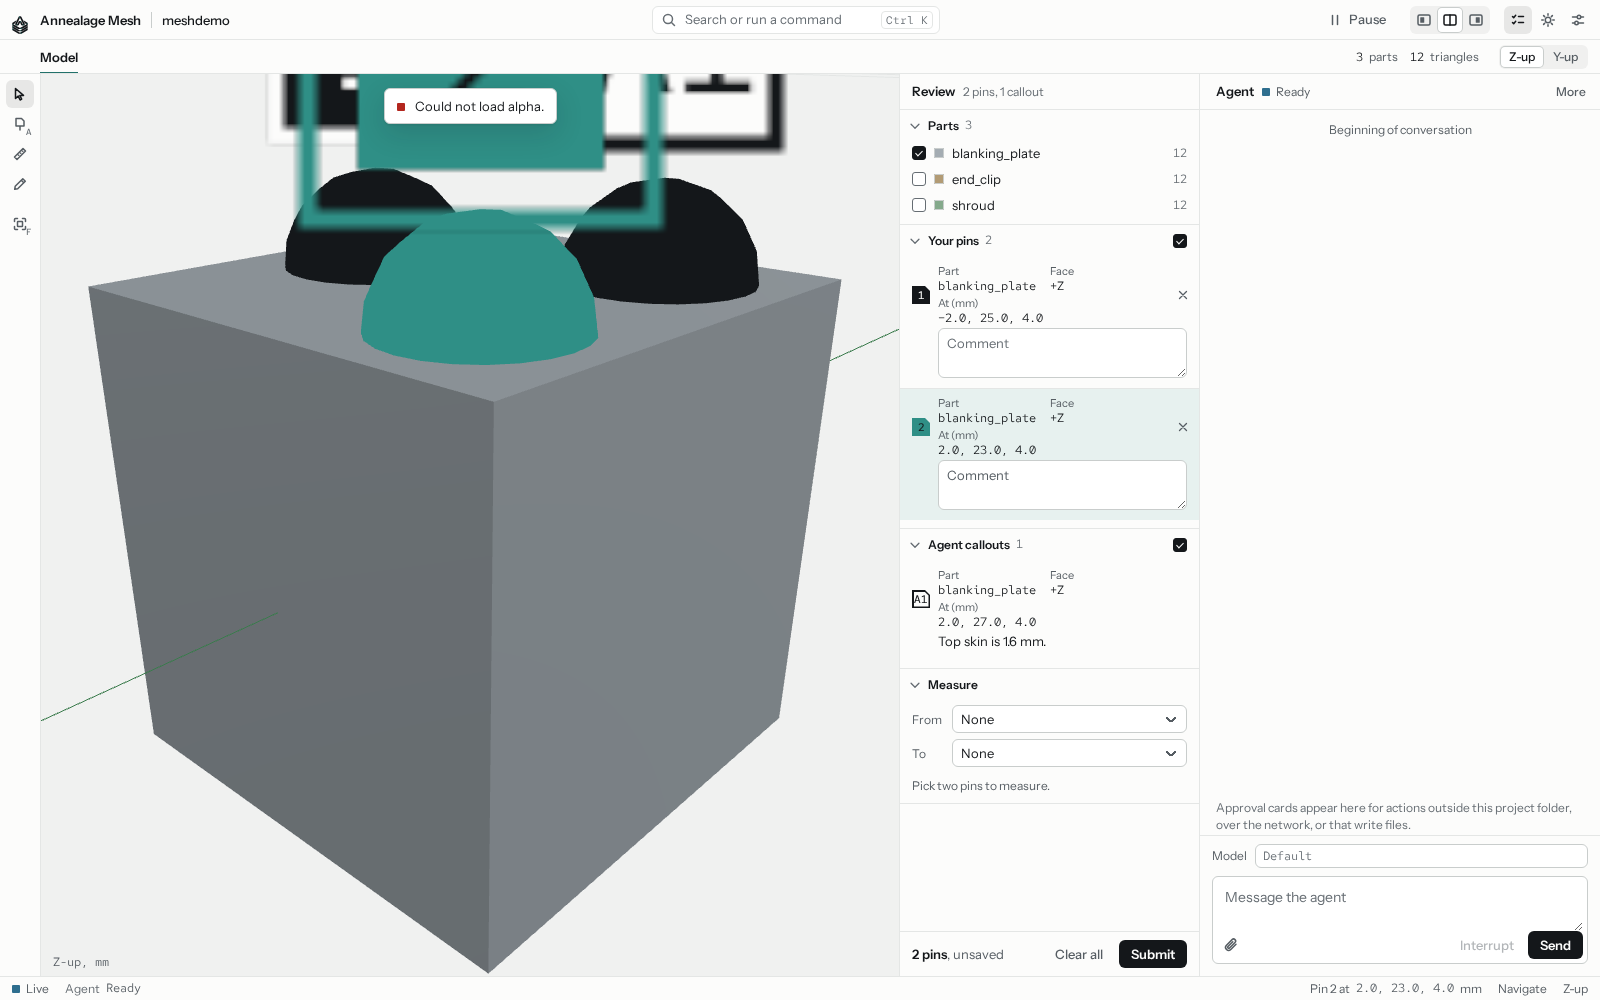 Annealage Mesh
meshdemo
Search or run a command
Ctrl K
Pause
Model
3 parts 12 triangles
Z-up
Y-up
A
F
Could not load alpha.
Z-up, mm
Review 2 pins, 1 callout
Parts 3
blanking_plate 12
end_clip 12
shroud 12
Your pins 2
Part Face
1 blanking_plate +Z
At (mm)
−2.0, 25.0, 4.0
Comment
Part Face
2 blanking_plate +Z
At (mm)
2.0, 23.0, 4.0
Comment
Agent callouts 1
Part Face
A1 blanking_plate +Z
At (mm)
2.0, 27.0, 4.0
Top skin is 1.6 mm.
Measure
From None
To None
Pick two pins to measure.
2 pins, unsaved
Clear all
Submit
Agent Ready
More
Beginning of conversation
Approval cards appear here for actions outside this project folder,
over the network, or that write files.
Model Default
Message the agent
Interrupt
Send
Live
Agent Ready
Pin 2 at 2.0, 23.0, 4.0 mm
Navigate
Z-up